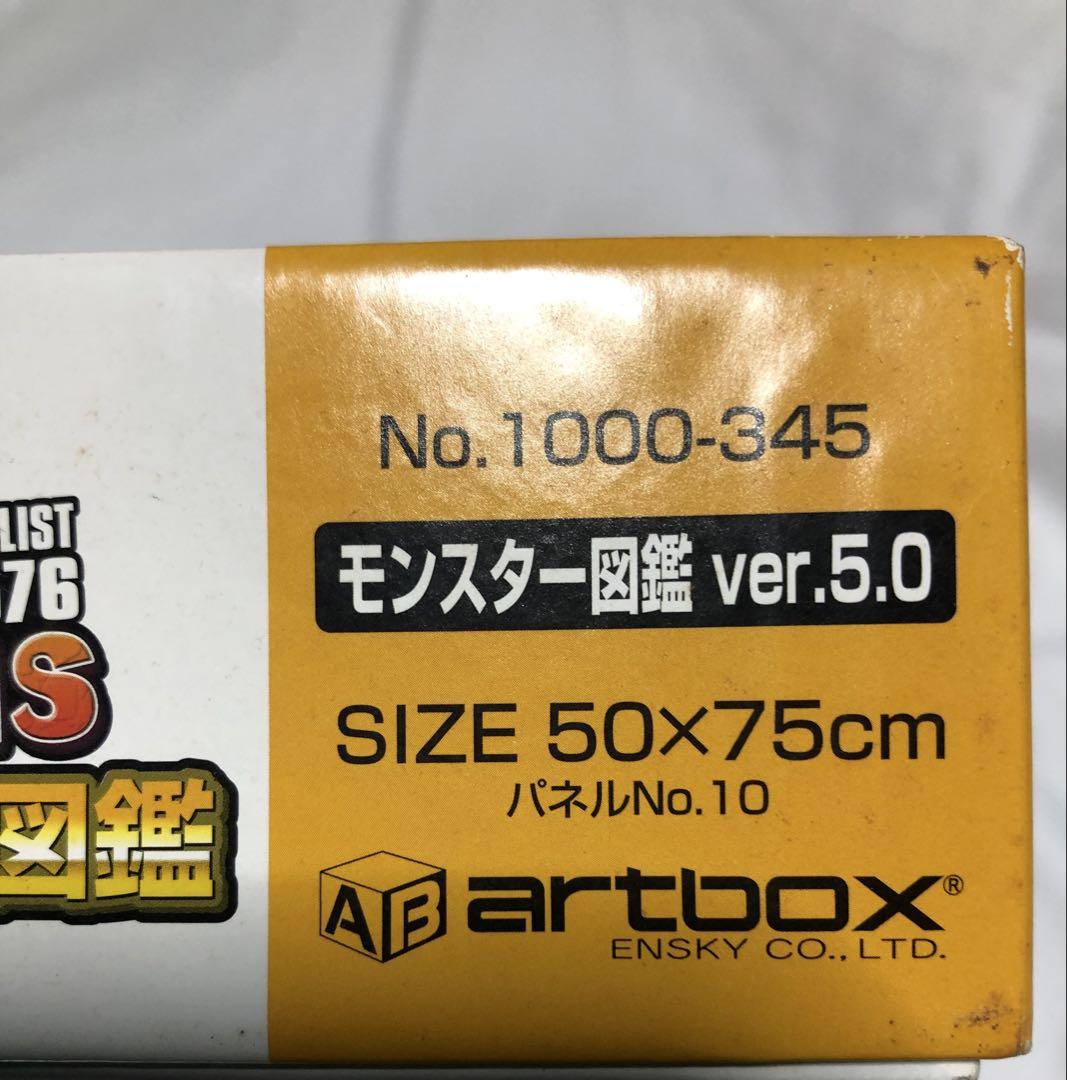 No.1000-345
モンスター図鑑 ver.5.0
SIZE 50×75cm
パネルNo.10
AB artbox®
ENSKY CO., LTD.
LIST
76
S
図鑑